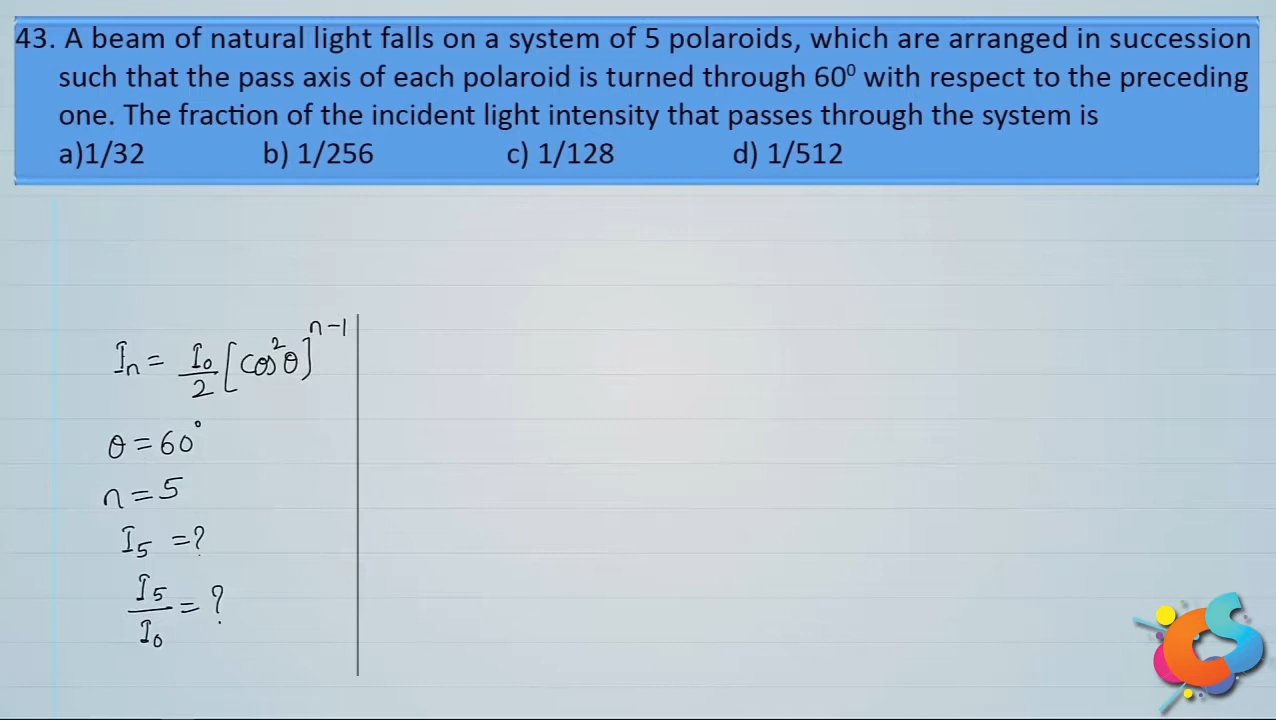 43. A beam of natural light falls on a system of 5 polaroids, which are arranged in succession
such that the pass axis of each polaroid is turned through 60⁰ with respect to the preceding
one. The fraction of the incident light intensity that passes through the system is
a)1/32 b) 1/256 c) 1/128 d) 1/512
Iₙ = I₀/2 [cos²θ]ⁿ⁻¹
θ = 60°
n = 5
I₅ = ?
I₅/I₀ = ?
CS